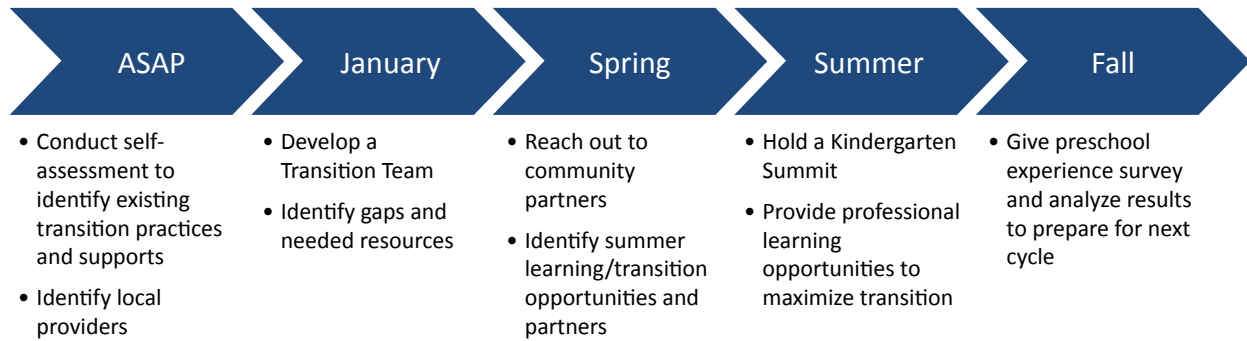 ASAP
January
Spring
Summer
Fall
• Conduct self-
assessment to
identify existing
transition practices
and supports
• Identify local
providers
• Develop a
Transition Team
• Identify gaps and
needed resources
• Reach out to
community
partners
• Identify summer
learning/transition
opportunities and
partners
• Hold a Kindergarten
Summit
• Provide professional
learning
opportunities to
maximize transition
• Give preschool
experience survey
and analyze results
to prepare for next
cycle